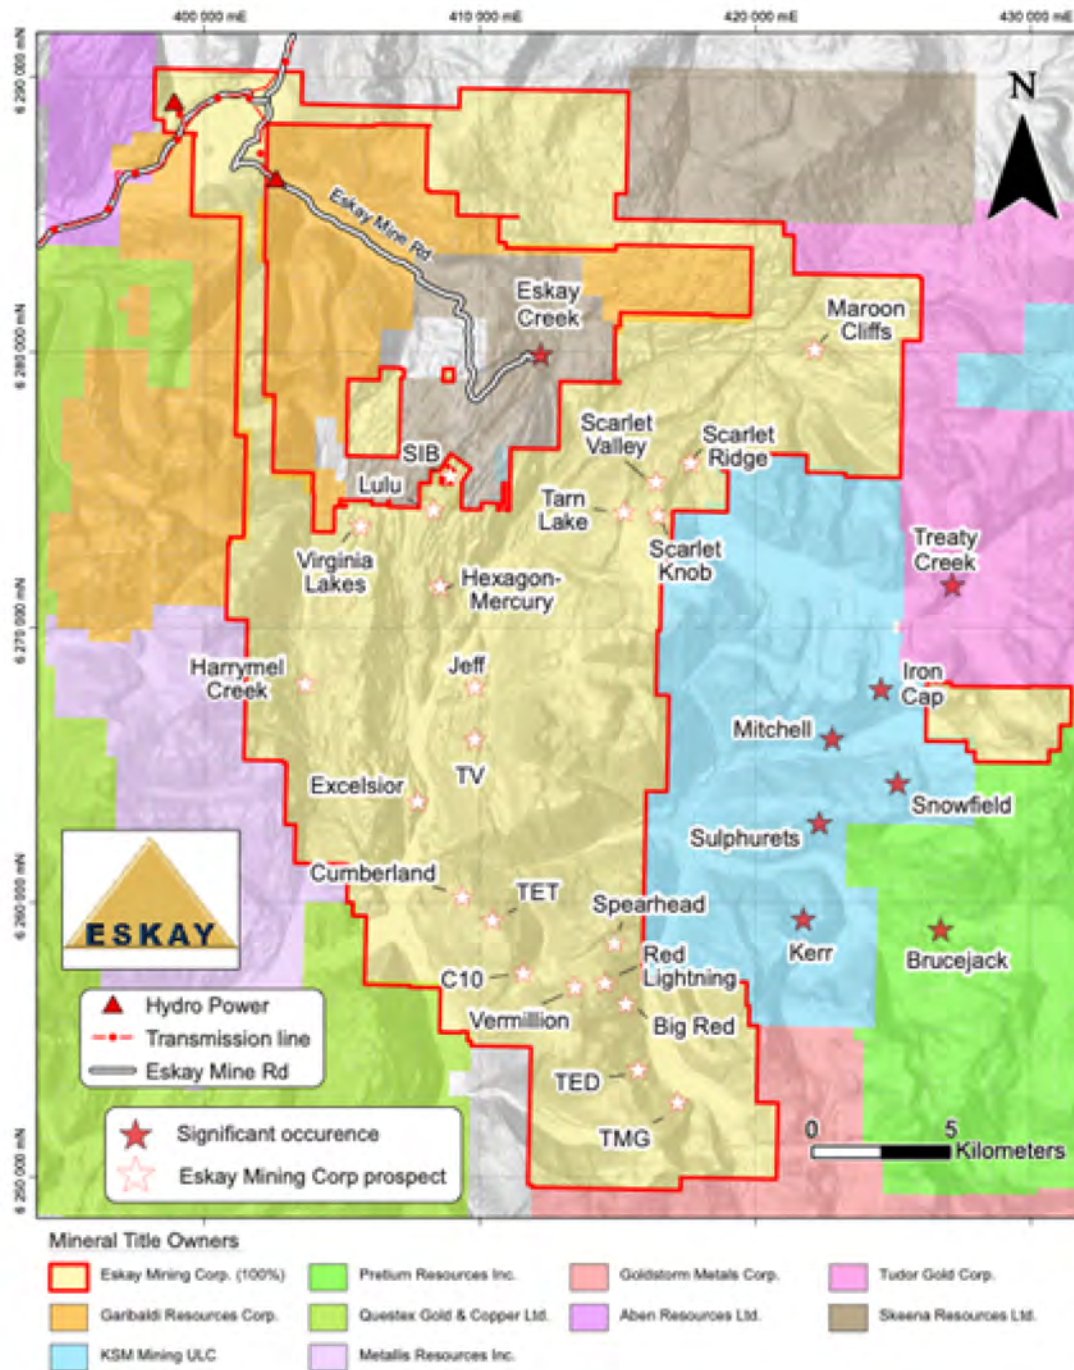 400 000 mE
410 000 mE
420 000 mE
430 000 mE
6 290 000 mN
6 280 000 mN
6 270 000 mN
6 260 000 mN
6 250 000 mN
N
Eskay Mine Rd
Eskay
Creek
Maroon
Cliffs
Scarlet
Valley
Scarlet
Ridge
SIB
Lulu
Tarn
Lake
Scarlet
Knob
Treaty
Creek
Virginia
Lakes
Hexagon-
Mercury
Harrymel
Creek
Jeff
Iron
Cap
Mitchell
TV
Excelsior
Snowfield
Sulphurets
Cumberland
TET
Spearhead
Kerr
Brucejack
C10
Red
Lightning
Vermillion
Big Red
TED
TMG
ESKAY
Hydro Power
Transmission line
Eskay Mine Rd
Significant occurence
Eskay Mining Corp prospect
0 5
Kilometers
Mineral Title Owners
Eskay Mining Corp. (100%)
Pretium Resources Inc.
Goldstorm Metals Corp.
Tudor Gold Corp.
Garibaldi Resources Corp.
Questex Gold & Copper Ltd.
Aben Resources Ltd.
Skeena Resources Ltd.
KSM Mining ULC
Metallis Resources Inc.